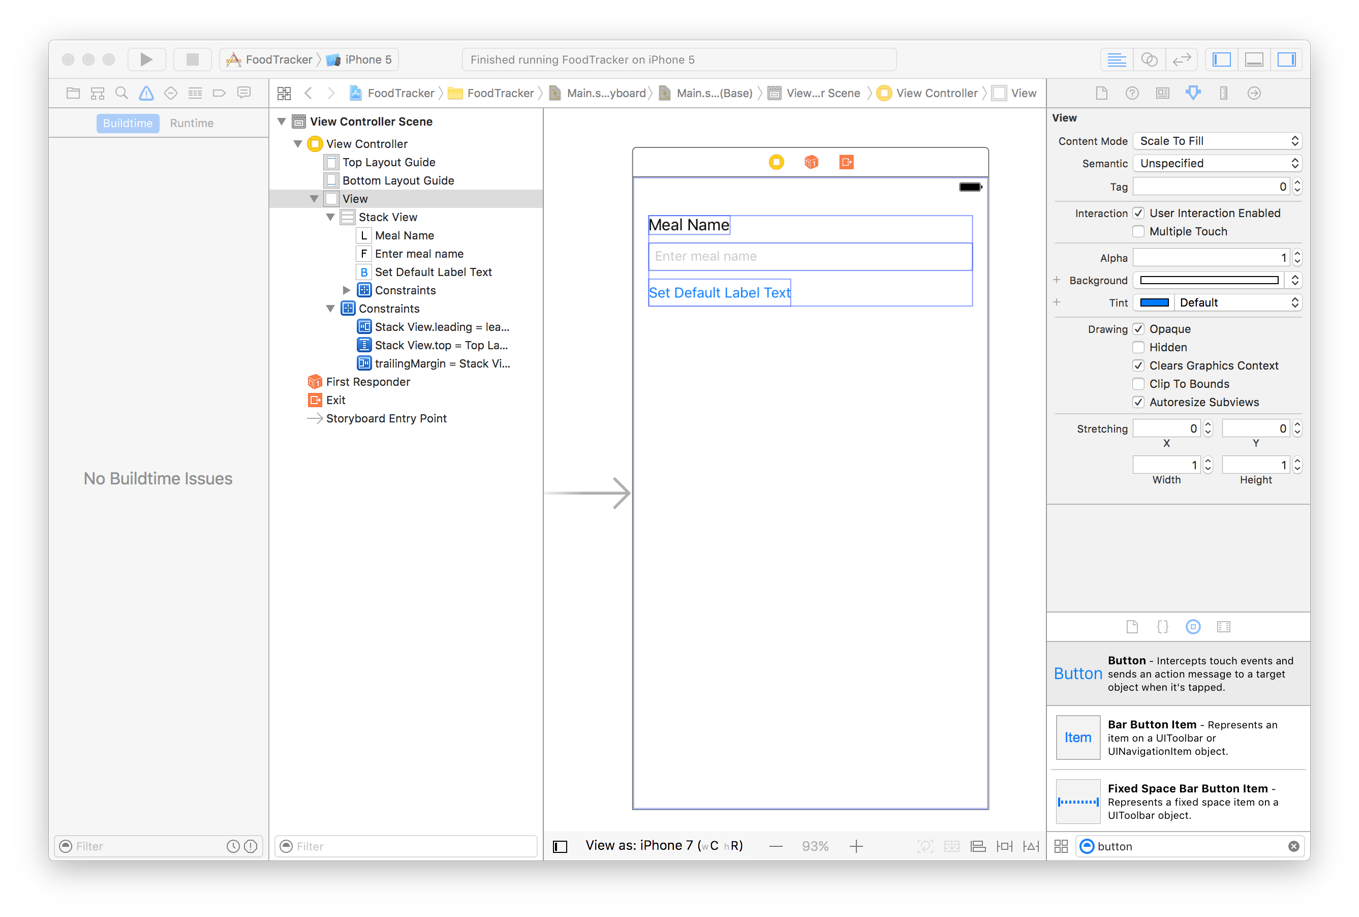 FoodTracker iPhone 5
Finished running FoodTracker on iPhone 5
FoodTracker FoodTracker Main.s...yboard Main.s...(Base) View...r Scene View Controller View
Buildtime Runtime
No Buildtime Issues
Filter
View Controller Scene
View Controller
Top Layout Guide
Bottom Layout Guide
View
Stack View
L Meal Name
F Enter meal name
B Set Default Label Text
Constraints
Constraints
Stack View.leading = lea...
Stack View.top = Top La...
trailingMargin = Stack Vi...
First Responder
Exit
Storyboard Entry Point
Filter
Meal Name
Enter meal name
Set Default Label Text
View as: iPhone 7 (wC hR) — 93% +
View
Content Mode Scale To Fill
Semantic Unspecified
Tag 0
Interaction User Interaction Enabled
Multiple Touch
Alpha 1
+ Background
+ Tint Default
Drawing Opaque
Hidden
Clears Graphics Context
Clip To Bounds
Autoresize Subviews
Stretching 0 0
X Y
1 1
Width Height
{}
Button
Button - Intercepts touch events and
sends an action message to a target
object when it's tapped.
Item
Bar Button Item - Represents an
item on a UIToolbar or
UINavigationItem object.
Fixed Space Bar Button Item -
Represents a fixed space item on a
UIToolbar object.
button